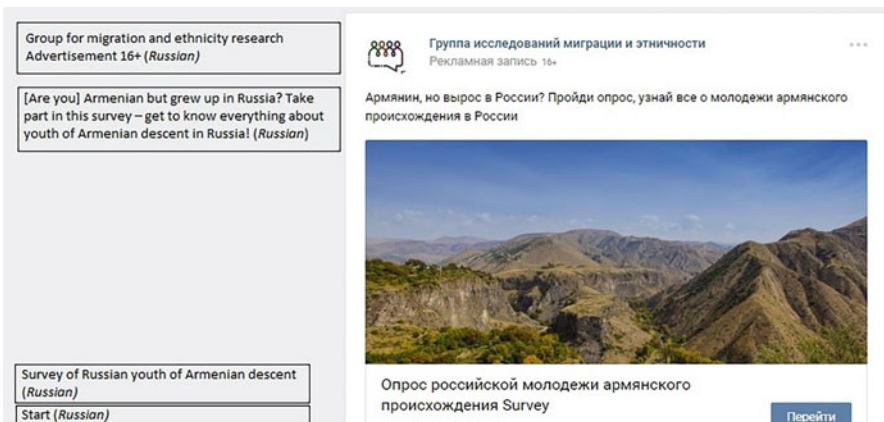 Group for migration and ethnicity research
Advertisement 16+ (Russian)
[Are you] Armenian but grew up in Russia? Take
part in this survey – get to know everything about
youth of Armenian descent in Russia! (Russian)
Survey of Russian youth of Armenian descent
(Russian)
Start (Russian)
Группа исследований миграции и этничности
Рекламная запись 16+
Армянин, но вырос в России? Пройди опрос, узнай все о молодежи армянского
происхождения в России
Опрос российской молодежи армянского
происхождения Survey
Перейти